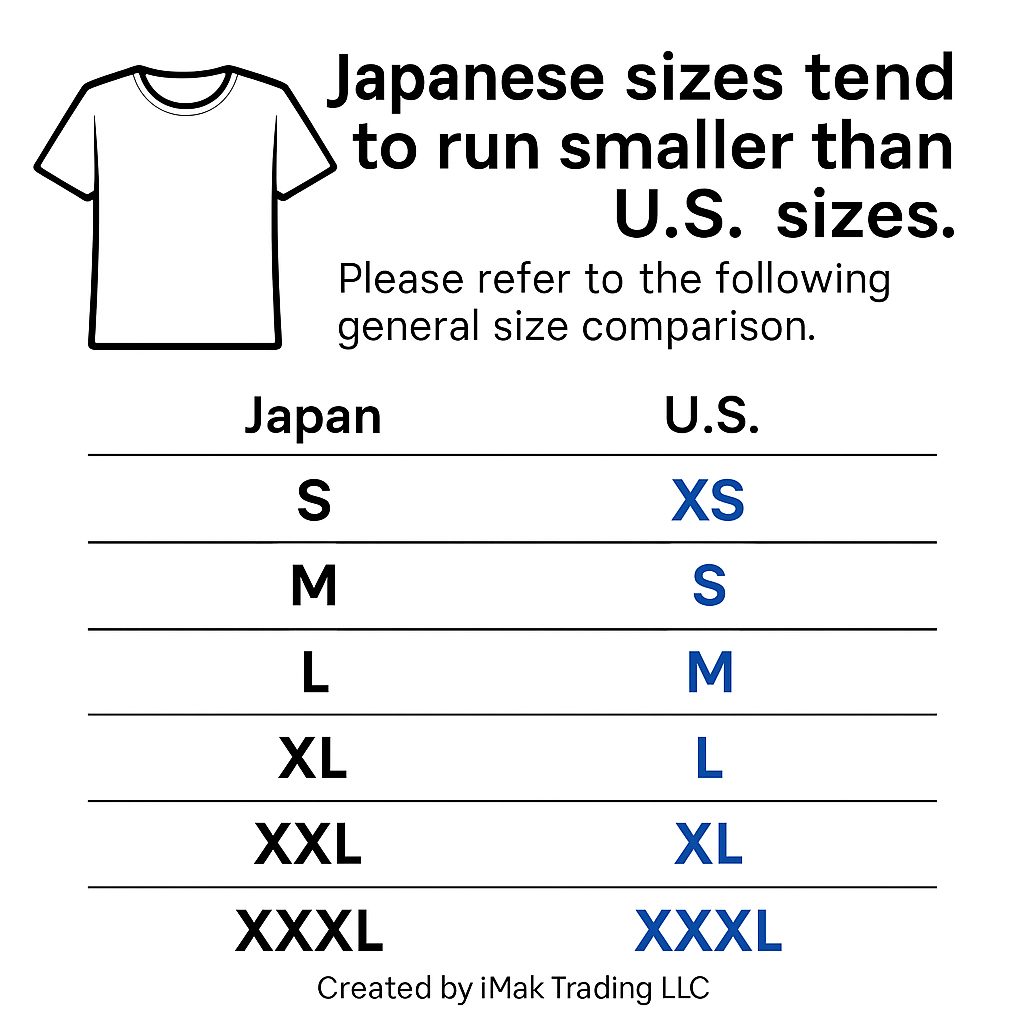 Japanese sizes tend
to run smaller than
U.S. sizes.
Please refer to the following
general size comparison.
Japan U.S.
S XS
M S
L M
XL L
XXL XL
XXXL XXXL
Created by iMak Trading LLC